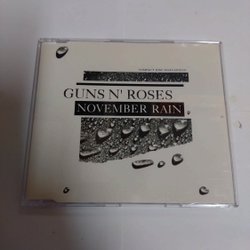 GUNS N' ROSES
NOVEMBER RAIN